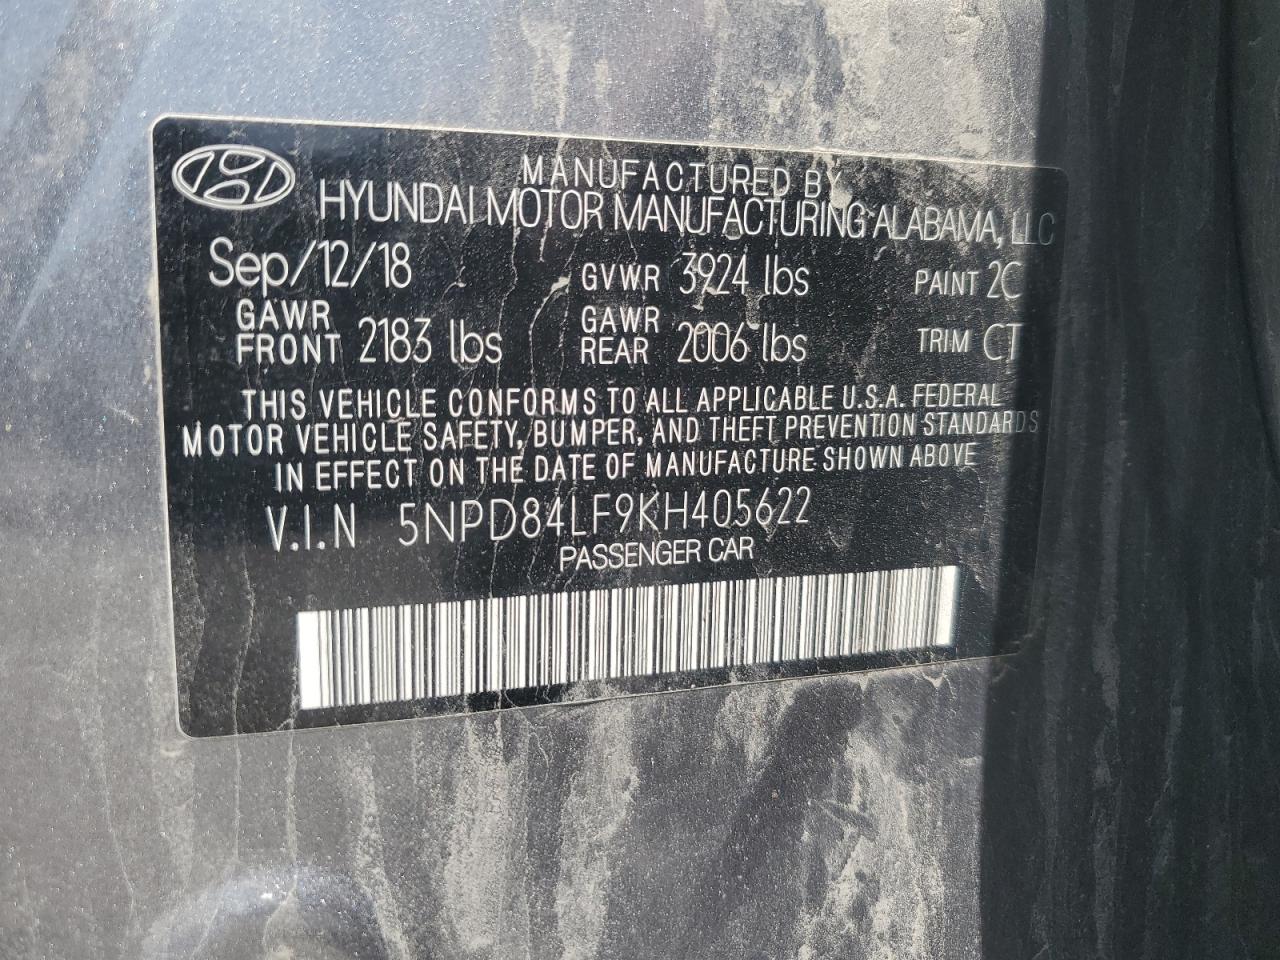 MANUFACTURED BY
HYUNDAI MOTOR MANUFACTURING ALABAMA, LLC
Sep/12/18 GVWR 3924 lbs PAINT 2C
GAWR FRONT 2183 lbs GAWR REAR 2006 lbs TRIM CT
THIS VEHICLE CONFORMS TO ALL APPLICABLE U.S.A. FEDERAL
MOTOR VEHICLE SAFETY, BUMPER, AND THEFT PREVENTION STANDARDS
IN EFFECT ON THE DATE OF MANUFACTURE SHOWN ABOVE
V.I.N 5NPD84LF9KH405622
PASSENGER CAR